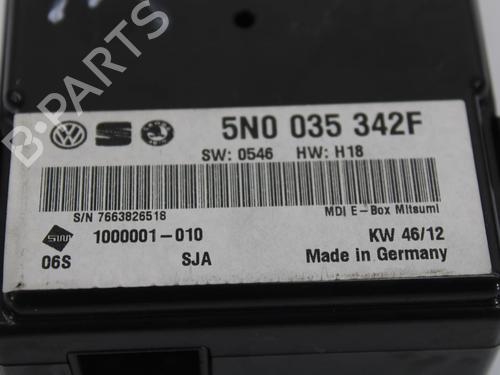 5N0 035 342F
SW: 0546 HW: H18
S/N 7663826518 MDI E-Box Mitsumi
1000001-010 KW 46/12
06S SJA Made in Germany
B-PARTS